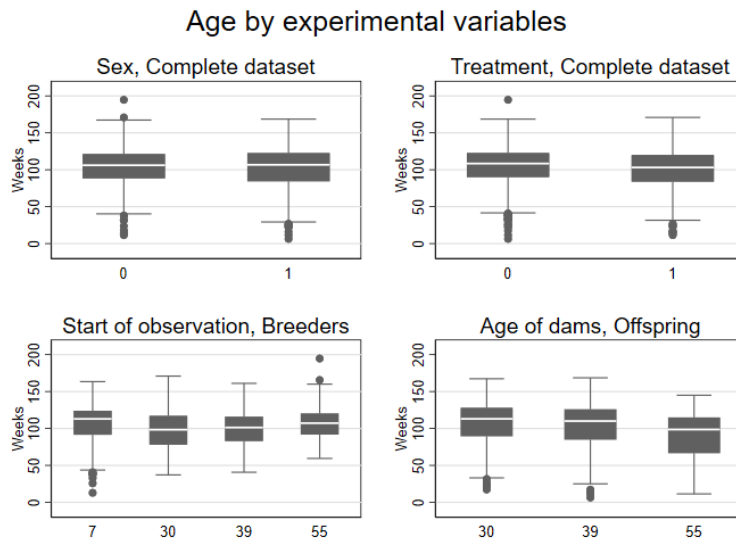 Age by experimental variables
Sex, Complete dataset
Weeks
0 50 100 150 200
0 1
Treatment, Complete dataset
Weeks
0 50 100 150 200
0 1
Start of observation, Breeders
Weeks
0 50 100 150 200
7 30 39 55
Age of dams, Offspring
Weeks
0 50 100 150 200
30 39 55